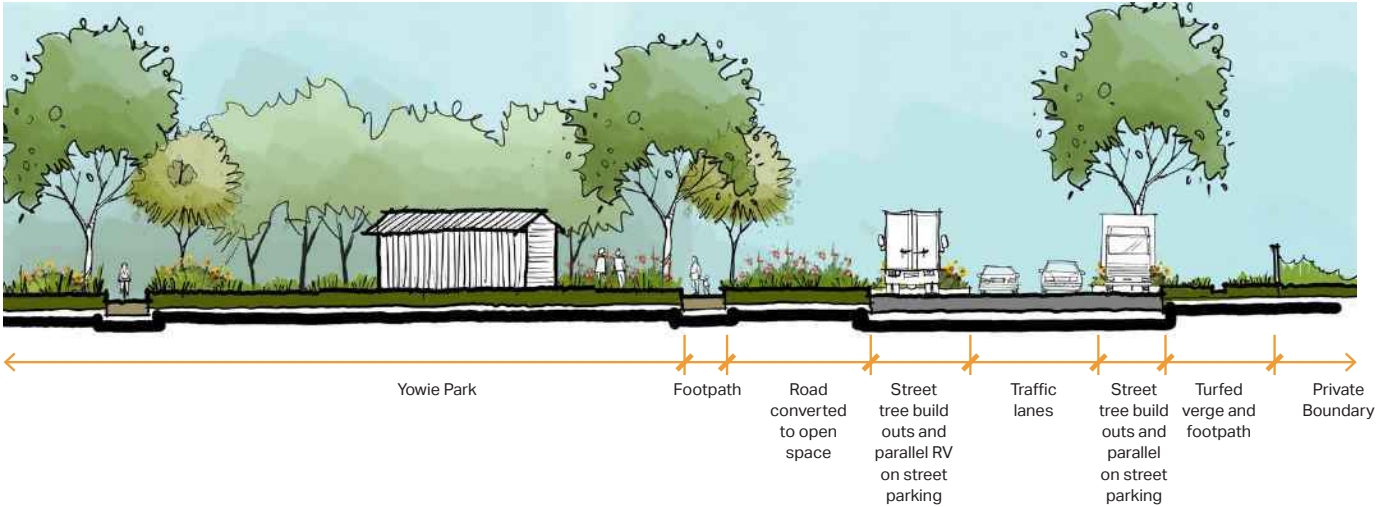 Yowie Park
Footpath
Road
converted
to open
space
Street
tree build
outs and
parallel RV
on street
parking
Traffic
lanes
Street
tree build
outs and
parallel
on street
parking
Turfed
verge and
footpath
Private
Boundary